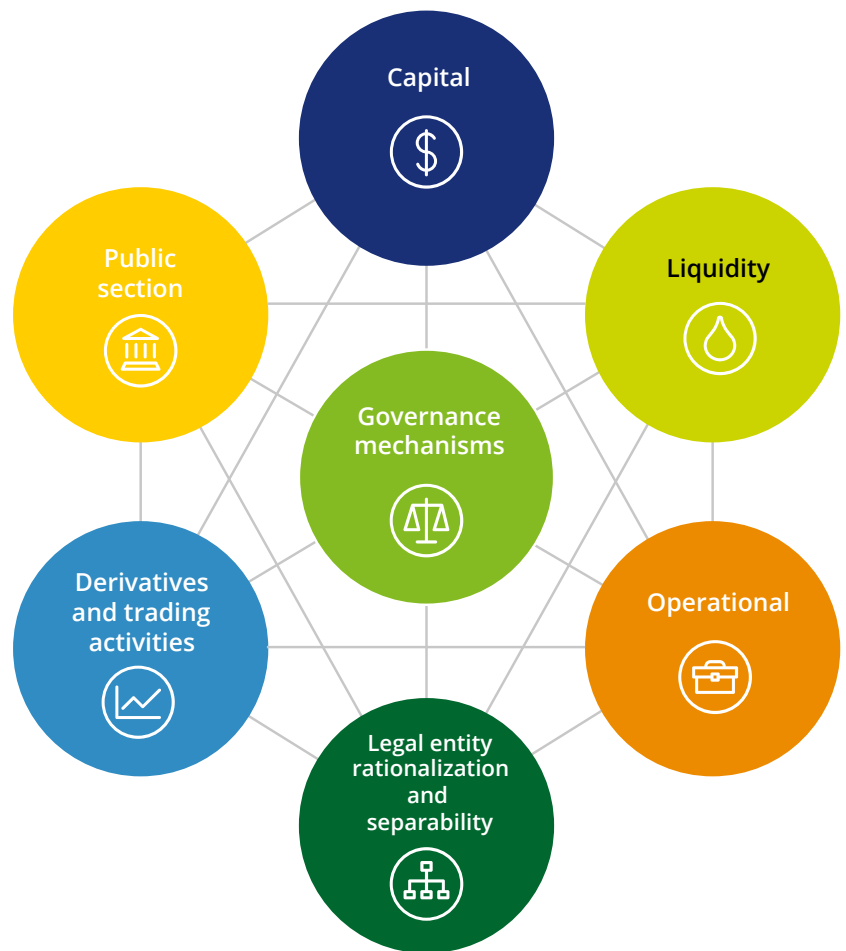 Capital
Public
section
Liquidity
Governance
mechanisms
Derivatives
and trading
activities
Operational
Legal entity
rationalization
and
separability